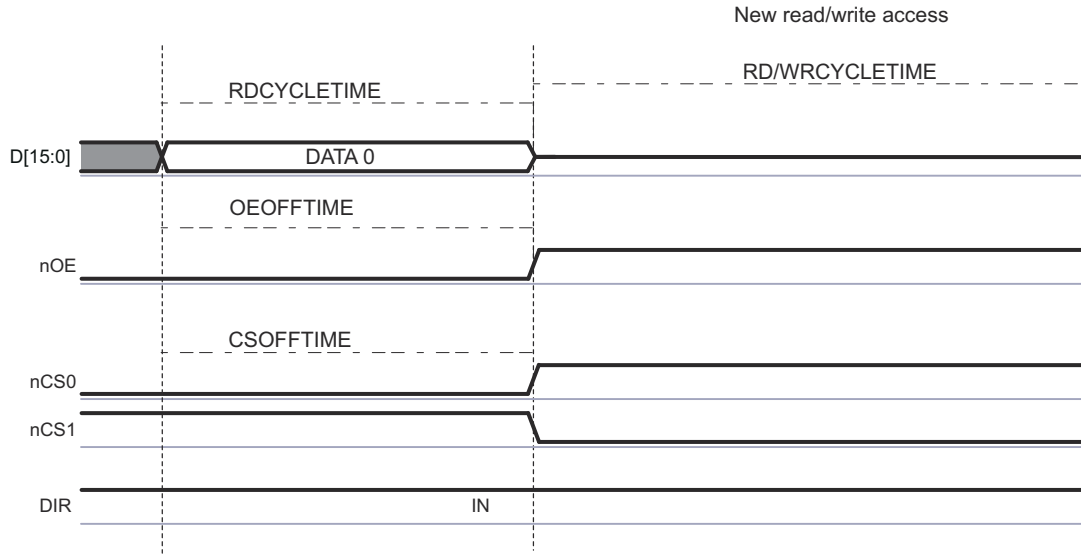 New read/write access
RD/WRCYCLETIME
RDCYCLETIME
D[15:0]
DATA 0
OEOFFTIME
nOE
CSOFFTIME
nCS0
nCS1
DIR
IN